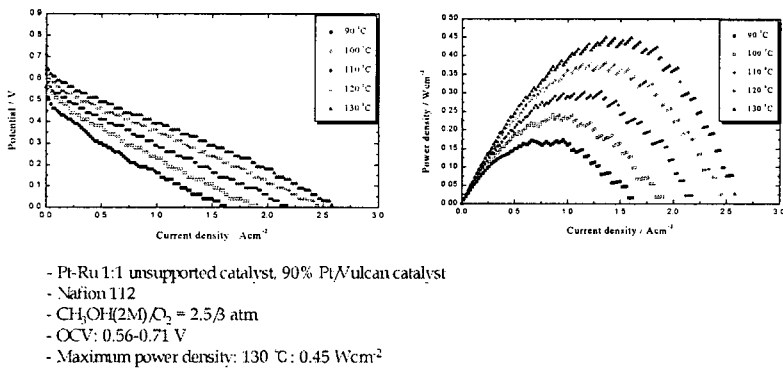 0.9
0.8
0.7
0.6
0.5
0.4
0.3
0.2
0.1
0.0
Potential / V
0.0 0.5 1.0 1.5 2.0 2.5 3.0
Current density Acm-2
90 °C
100 °C
110 °C
120 °C
130 °C
0.50
0.45
0.40
0.35
0.30
0.25
0.20
0.15
0.10
0.05
0.00
Power density / Wcm-2
0.0 0.5 1.0 1.5 2.0 2.5 3.0
Current density / Acm-2
90 °C
100 °C
110 °C
120 °C
130 °C
- Pt-Ru 1:1 unsupported catalyst, 90% Pt/Vulcan catalyst
- Nafion 112
- CH3OH(2M)/O2 = 2.5/3 atm
- OCV: 0.56-0.71 V
- Maximum power density: 130 °C : 0.45 Wcm-2